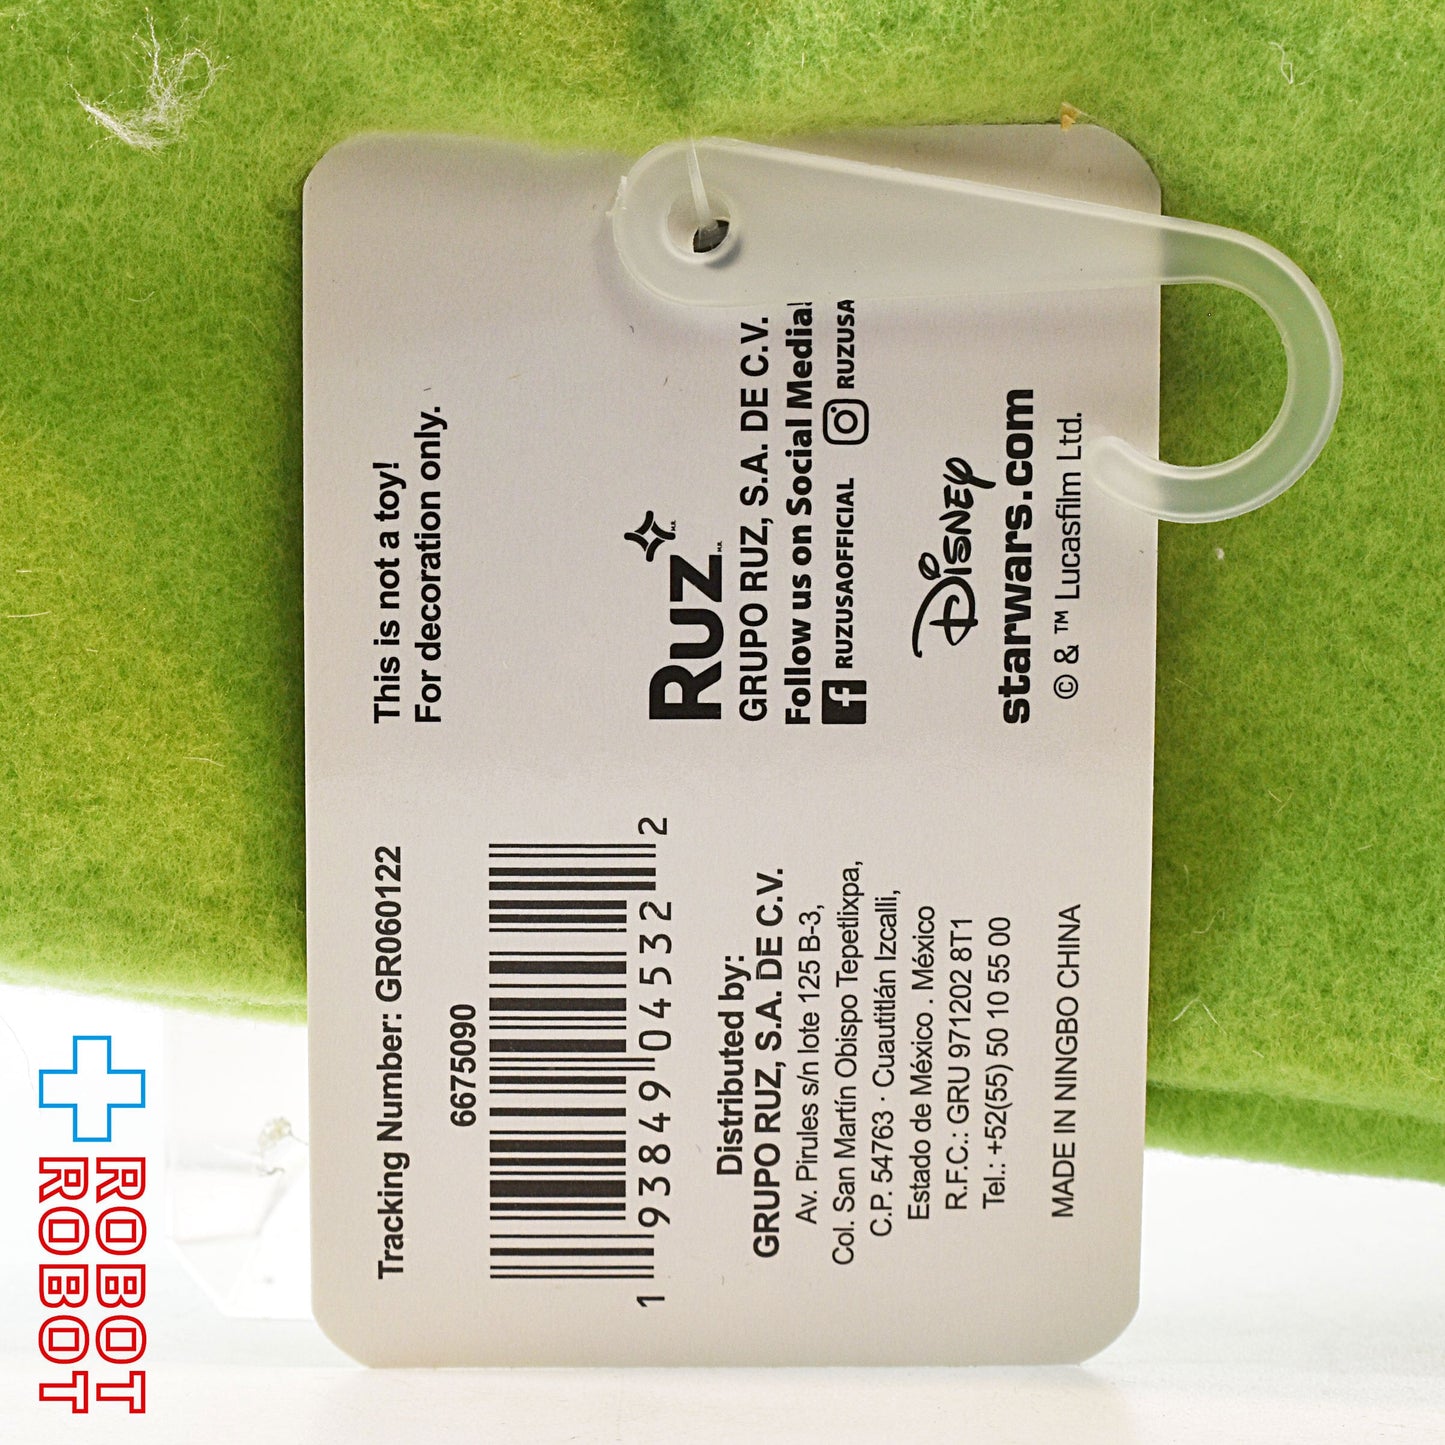 Tracking Number: GR060122
6675090
1 93849 04532 2
Distributed by:
GRUPO RUZ, S.A. DE C.V.
Av. Pirules s/n lote 125 B-3,
Col. San Martín Obispo Tepetlixpa,
C.P. 54763 · Cuautitlán Izcalli,
Estado de México . México
R.F.C.: GRU 971202 8T1
Tel.: +52(55) 50 10 55 00
MADE IN NINGBO CHINA
This is not a toy!
For decoration only.
Ruz M.R. M.R.
GRUPO RUZ, S.A. DE C.V.
Follow us on Social Media!
RUZUSAOFFICIAL RUZUSA
Disney
starwars.com
© & ™ Lucasfilm Ltd.
ROBOT
ROBOT